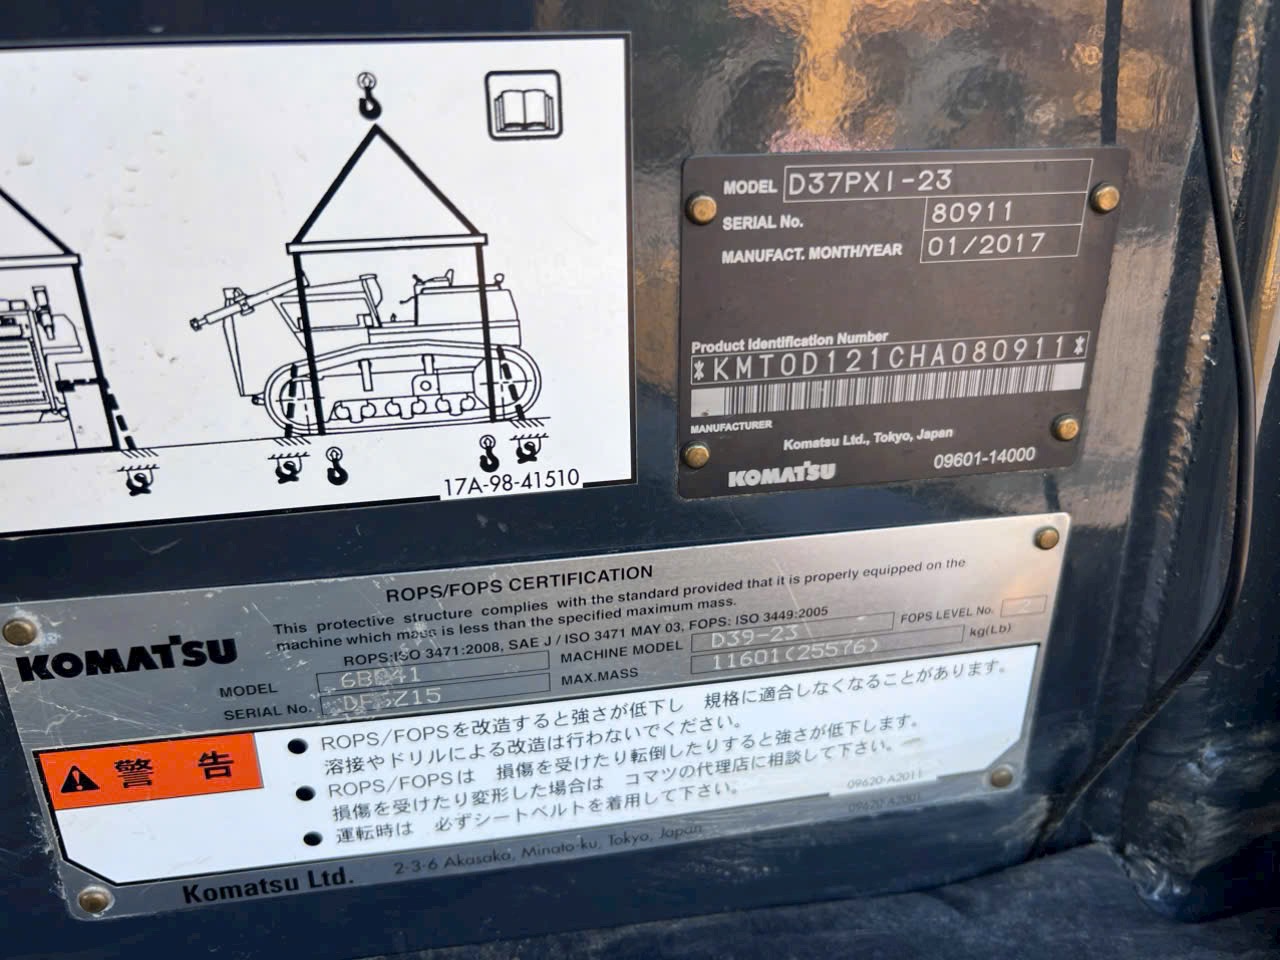 17A-98-41510
MODEL D37PXI-23
SERIAL No. 80911
MANUFACT. MONTH/YEAR 01/2017
Product Identification Number
*KMT0D121CHA080911*
MANUFACTURER
Komatsu Ltd., Tokyo, Japan
KOMATSU 09601-14000
ROPS/FOPS CERTIFICATION
This protective structure complies with the standard provided that it is properly equipped on the
machine which mass is less than the specified maximum mass.
ROPS:ISO 3471:2008, SAE J / ISO 3471 MAY 03, FOPS: ISO 3449:2005
KOMATSU
MODEL
MACHINE MODEL D39-23 FOPS LEVEL No. 2
SERIAL No.
MAX.MASS 11601(25576) kg(Lb)
警告
ROPS/FOPSを改造すると強さが低下し 規格に適合しなくなることがあります。
溶接やドリルによる改造は行わないでください。
ROPS/FOPSは 損傷を受けたり転倒したりすると強さが低下します。
損傷を受けたり変形した場合は コマツの代理店に相談して下さい。
運転時は 必ずシートベルトを着用して下さい。
09620-A2011
09620-A2001
Komatsu Ltd. 2-3-6 Akasaka, Minato-ku, Tokyo, Japan